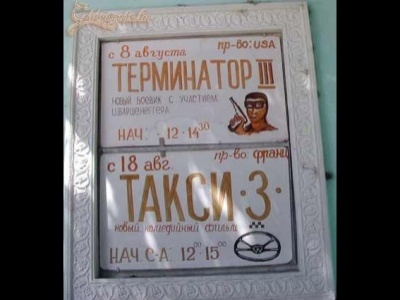 с 8 августа пр-во: USA
ТЕРМИНАТОР III
НОВЫЙ БОЕВИК С УЧАСТИЕМ
ШВАРЦЕНЕГГЕРА
НАЧ. 12·14³⁰
с 18 авг. пр-во: франц
ТАКСИ·3·
новый комедийный фильм
НАЧ С-А: 12⁰⁰ 15⁰⁰